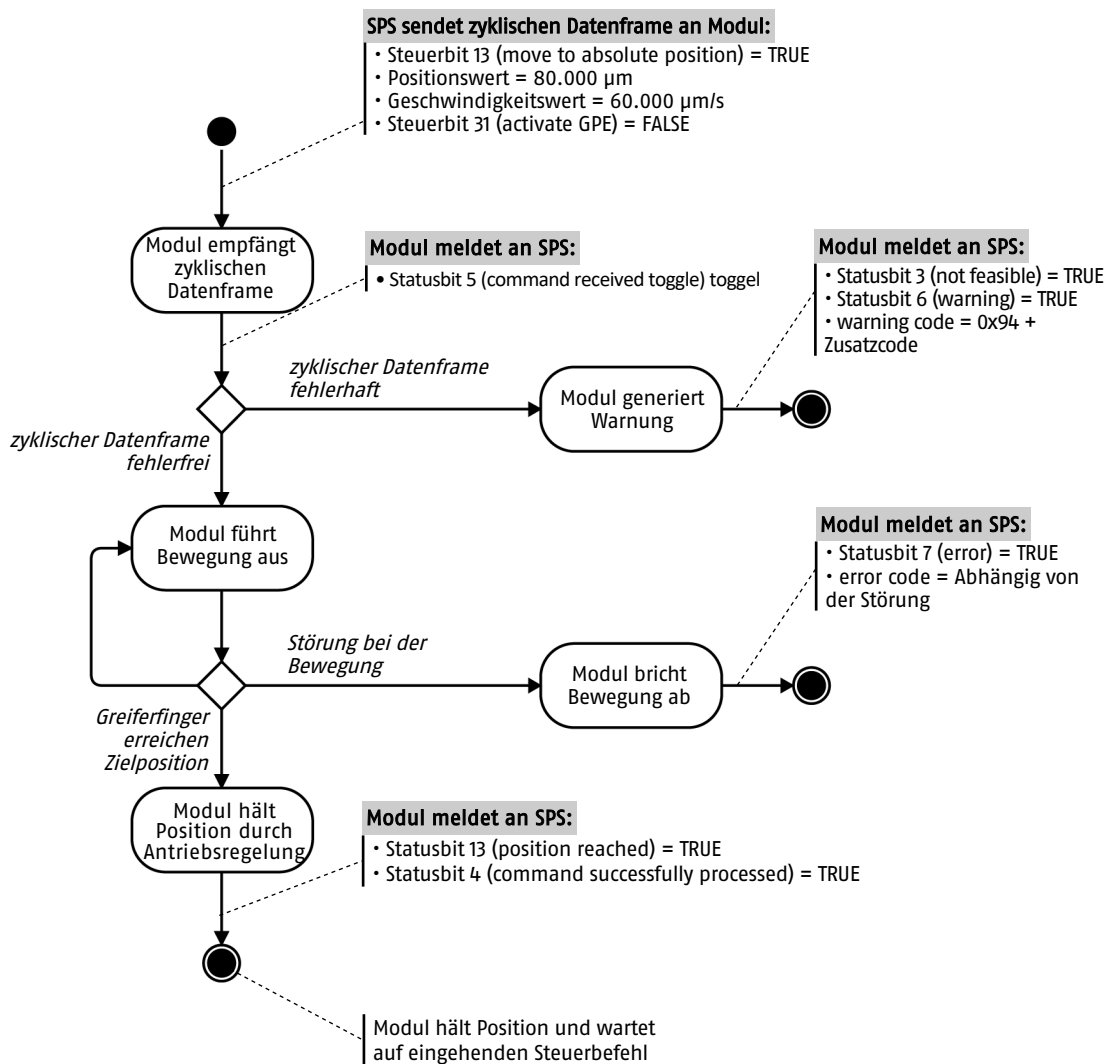 SPS sendet zyklischen Datenframe an Modul:
· Steuerbit 13 (move to absolute position) = TRUE
· Positionswert = 80.000 µm
· Geschwindigkeitswert = 60.000 µm/s
· Steuerbit 31 (activate GPE) = FALSE
Modul empfängt
zyklischen
Datenframe
Modul meldet an SPS:
• Statusbit 5 (command received toggle) toggel
Modul meldet an SPS:
· Statusbit 3 (not feasible) = TRUE
· Statusbit 6 (warning) = TRUE
· warning code = 0x94 +
Zusatzcode
zyklischer Datenframe
fehlerhaft
Modul generiert
Warnung
zyklischer Datenframe
fehlerfrei
Modul führt
Bewegung aus
Modul meldet an SPS:
· Statusbit 7 (error) = TRUE
· error code = Abhängig von
der Störung
Störung bei der
Bewegung
Modul bricht
Bewegung ab
Greiferfinger
erreichen
Zielposition
Modul hält
Position durch
Antriebsregelung
Modul meldet an SPS:
· Statusbit 13 (position reached) = TRUE
· Statusbit 4 (command successfully processed) = TRUE
Modul hält Position und wartet
auf eingehenden Steuerbefehl